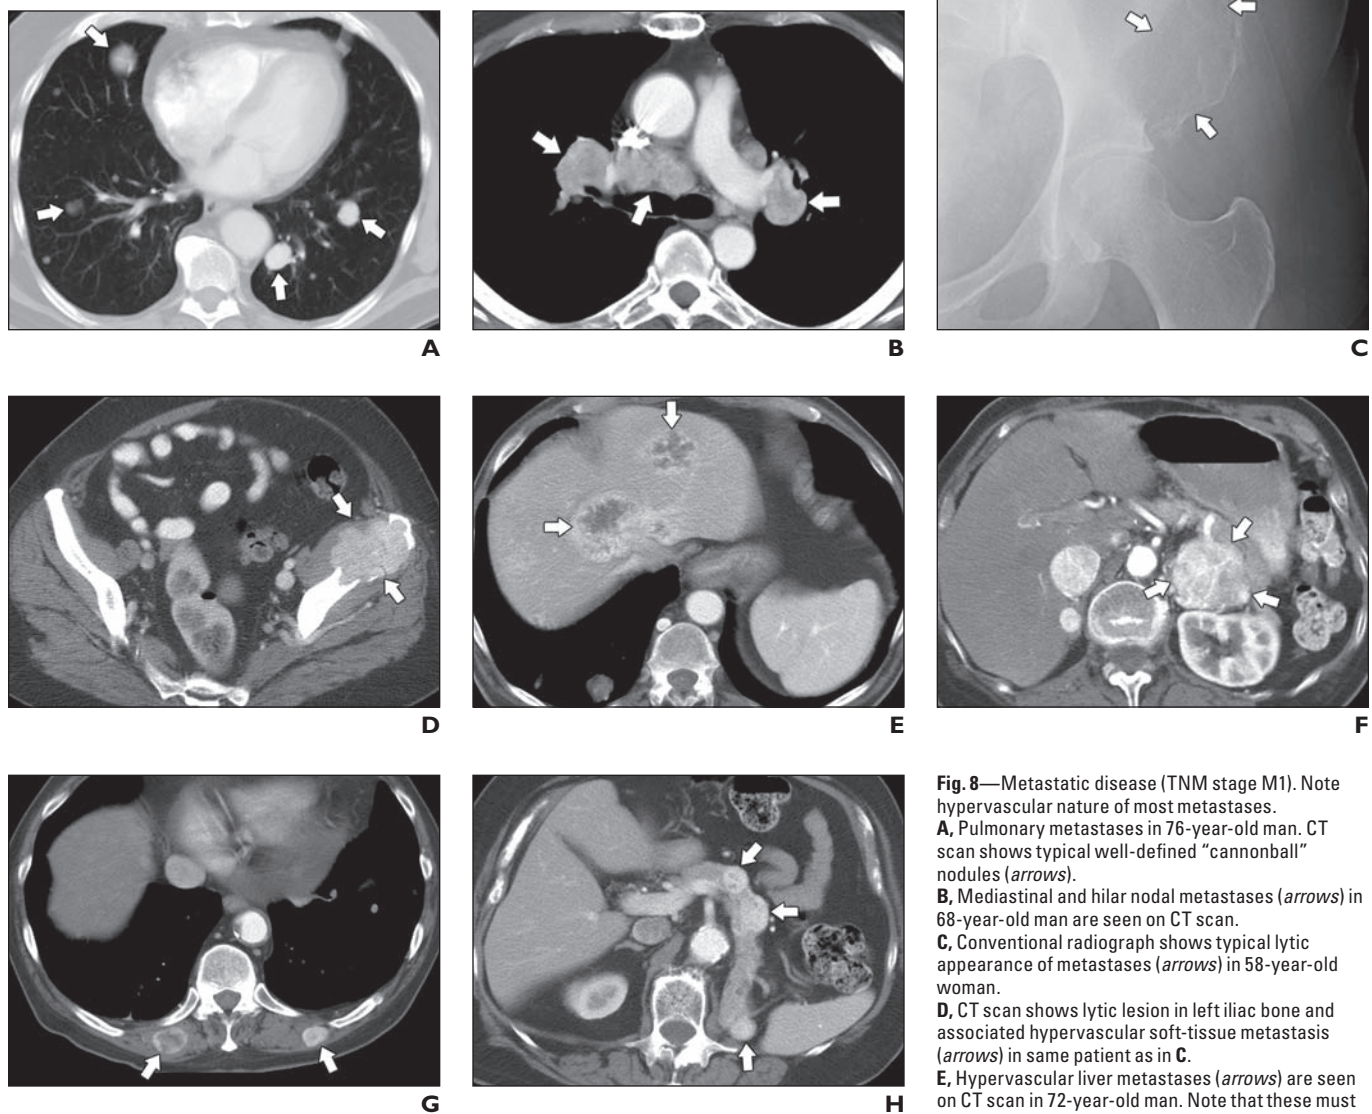 A
B
C
D
E
F
G
H
Fig. 8—Metastatic disease (TNM stage M1). Note
hypervascular nature of most metastases.
A, Pulmonary metastases in 76-year-old man. CT
scan shows typical well-defined “cannonball”
nodules (arrows).
B, Mediastinal and hilar nodal metastases (arrows) in
68-year-old man are seen on CT scan.
C, Conventional radiograph shows typical lytic
appearance of metastases (arrows) in 58-year-old
woman.
D, CT scan shows lytic lesion in left iliac bone and
associated hypervascular soft-tissue metastasis
(arrows) in same patient as in C.
E, Hypervascular liver metastases (arrows) are seen
on CT scan in 72-year-old man. Note that these must